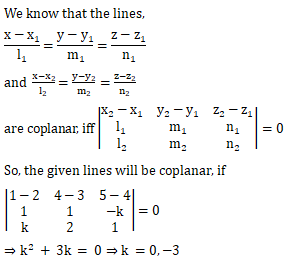 We know that the lines,
x − x₁ / l₁ = y − y₁ / m₁ = z − z₁ / n₁
and x−x₂ / l₂ = y−y₂ / m₂ = z−z₂ / n₂
are coplanar, iff |x₂ − x₁ y₂ − y₁ z₂ − z₁|
|l₁ m₁ n₁| = 0
|l₂ m₂ n₂|
So, the given lines will be coplanar, if
|1 − 2 4 − 3 5 − 4|
|1 1 −k| = 0
|k 2 1|
⇒ k² + 3k = 0 ⇒ k = 0, −3